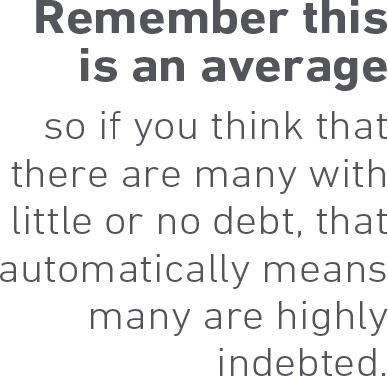 Remember this
is an average
so if you think that
there are many with
little or no debt, that
automatically means
many are highly
indebted.